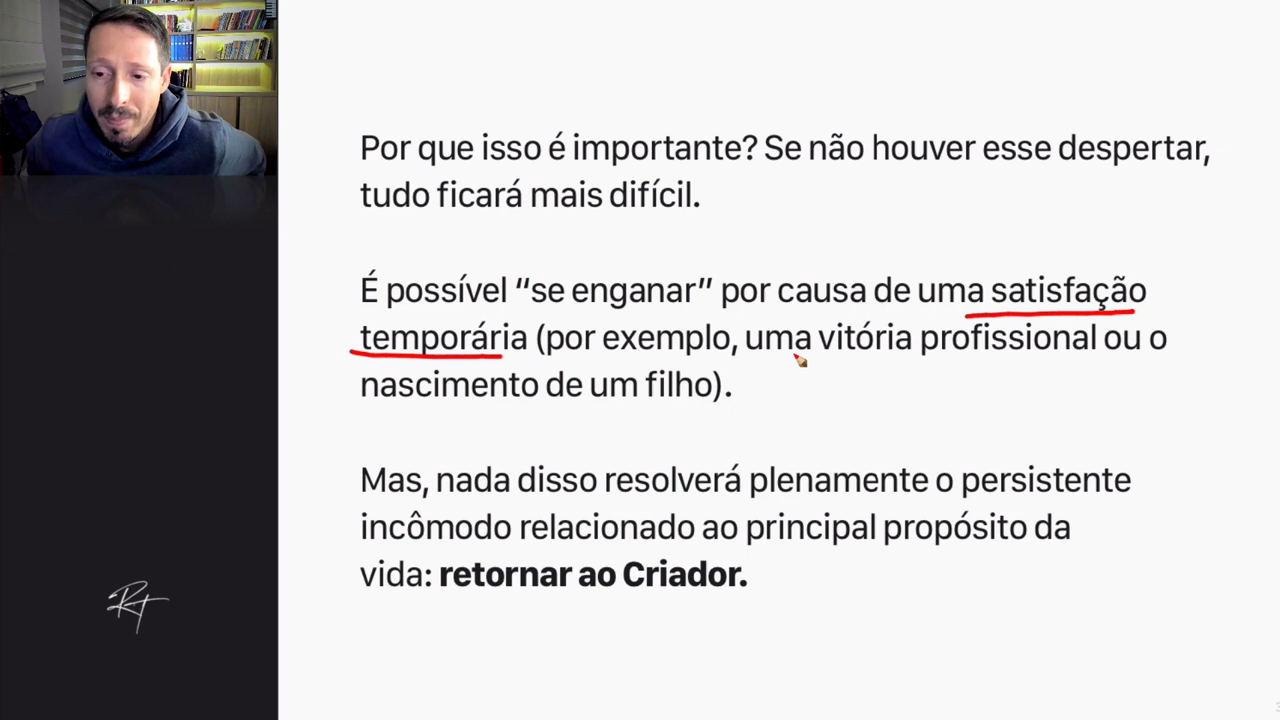 Por que isso é importante? Se não houver esse despertar,
tudo ficará mais difícil.
É possível “se enganar” por causa de uma satisfação
temporária (por exemplo, uma vitória profissional ou o
nascimento de um filho).
Mas, nada disso resolverá plenamente o persistente
incômodo relacionado ao principal propósito da
vida: retornar ao Criador.
RT